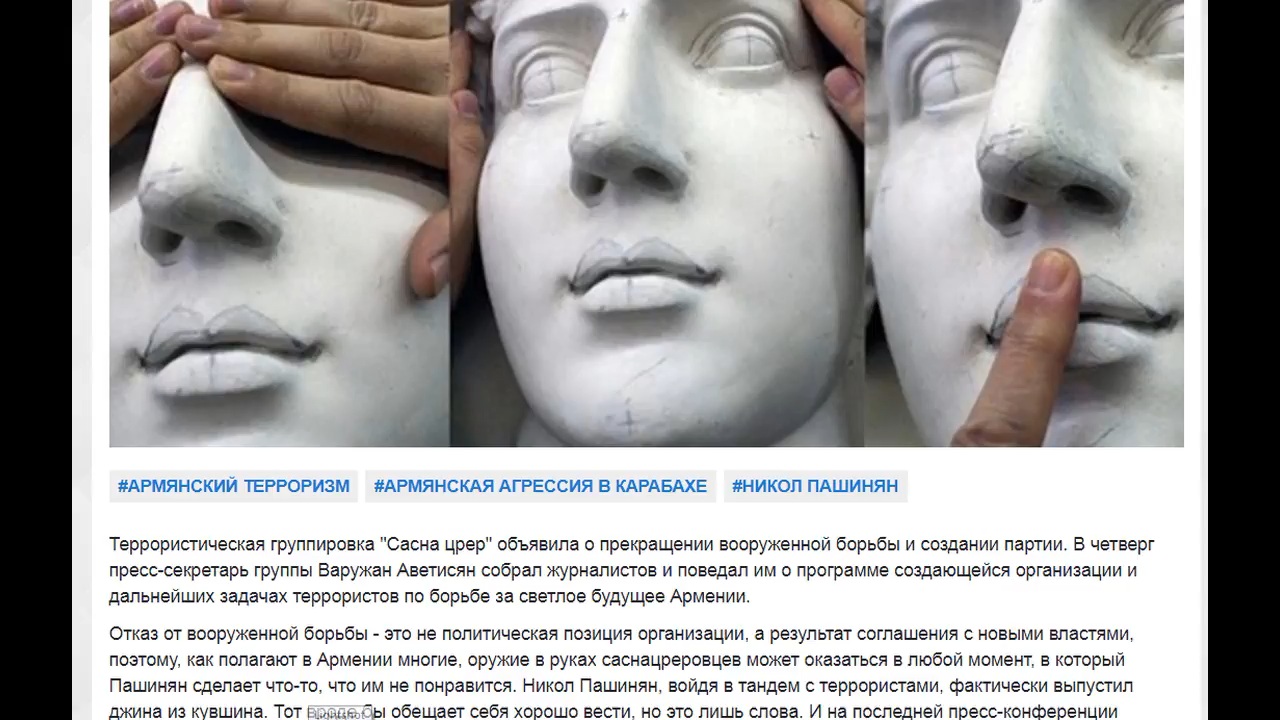 #АРМЯНСКИЙ ТЕРРОРИЗМ #АРМЯНСКАЯ АГРЕССИЯ В КАРАБАХЕ #НИКОЛ ПАШИНЯН
Террористическая группировка "Сасна црер" объявила о прекращении вооруженной борьбы и создании партии. В четверг
пресс-секретарь группы Варужан Аветисян собрал журналистов и поведал им о программе создающейся организации и
дальнейших задачах террористов по борьбе за светлое будущее Армении.
Отказ от вооруженной борьбы - это не политическая позиция организации, а результат соглашения с новыми властями,
поэтому, как полагают в Армении многие, оружие в руках саснацреровцев может оказаться в любой момент, в который
Пашинян сделает что-то, что им не понравится. Никол Пашинян, войдя в тандем с террористами, фактически выпустил
джина из кувшина. Тот бы обещает себя хорошо вести, но это лишь слова. И на последней пресс-конференции